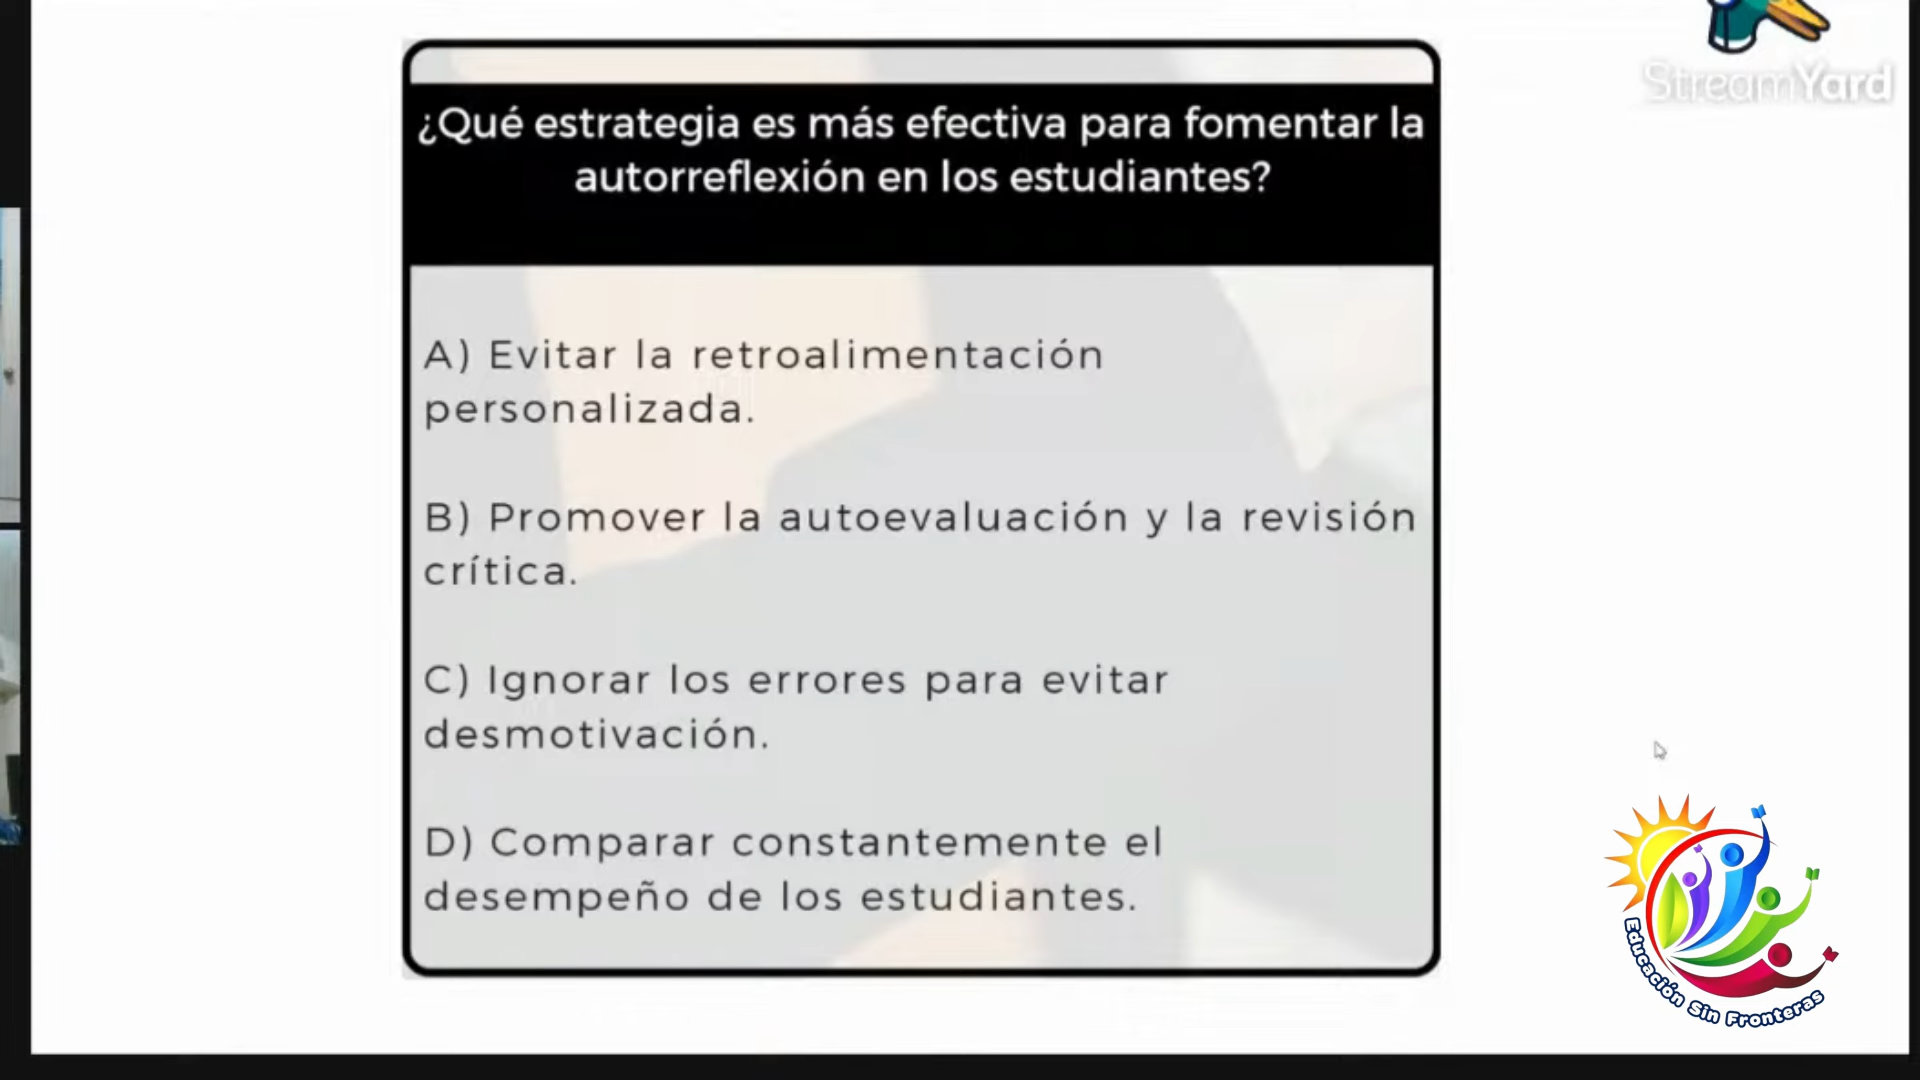 StreamYard
¿Qué estrategia es más efectiva para fomentar la
autorreflexión en los estudiantes?
A) Evitar la retroalimentación
personalizada.
B) Promover la autoevaluación y la revisión
crítica.
C) Ignorar los errores para evitar
desmotivación.
D) Comparar constantemente el
desempeño de los estudiantes.
Educación Sin Fronteras